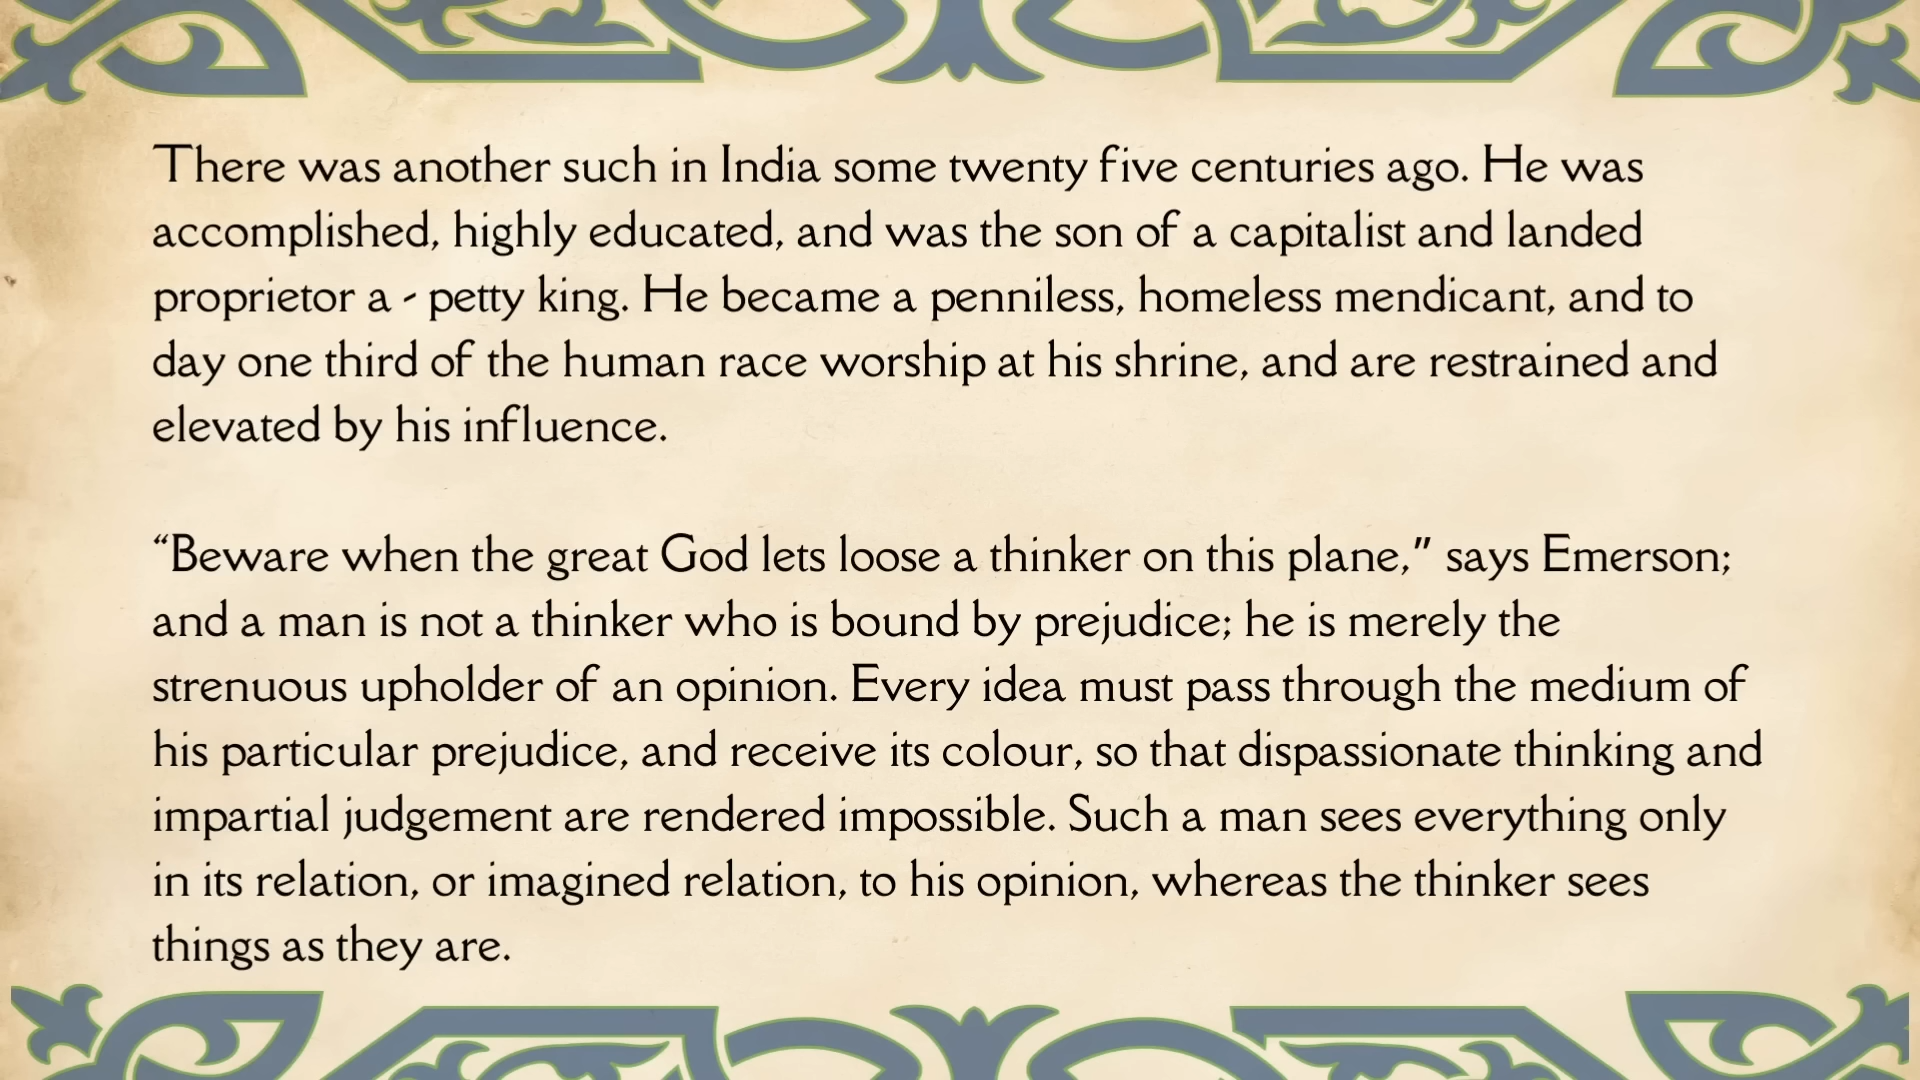 There was another such in India some twenty five centuries ago. He was
accomplished, highly educated, and was the son of a capitalist and landed
proprietor a - petty king. He became a penniless, homeless mendicant, and to
day one third of the human race worship at his shrine, and are restrained and
elevated by his influence.
“Beware when the great God lets loose a thinker on this plane,” says Emerson;
and a man is not a thinker who is bound by prejudice; he is merely the
strenuous upholder of an opinion. Every idea must pass through the medium of
his particular prejudice, and receive its colour, so that dispassionate thinking and
impartial judgement are rendered impossible. Such a man sees everything only
in its relation, or imagined relation, to his opinion, whereas the thinker sees
things as they are.